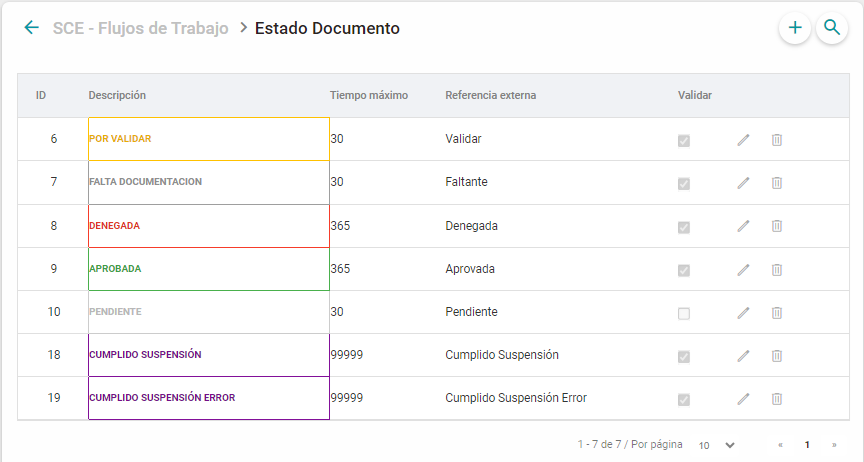 SCE - Flujos de Trabajo > Estado Documento
ID Descripción Tiempo máximo Referencia externa Validar
6 POR VALIDAR 30 Validar
7 FALTA DOCUMENTACION 30 Faltante
8 DENEGADA 365 Denegada
9 APROBADA 365 Aprovada
10 PENDIENTE 30 Pendiente
18 CUMPLIDO SUSPENSIÓN 99999 Cumplido Suspensión
19 CUMPLIDO SUSPENSIÓN ERROR 99999 Cumplido Suspensión Error
1 - 7 de 7 / Por página 10 « 1 »